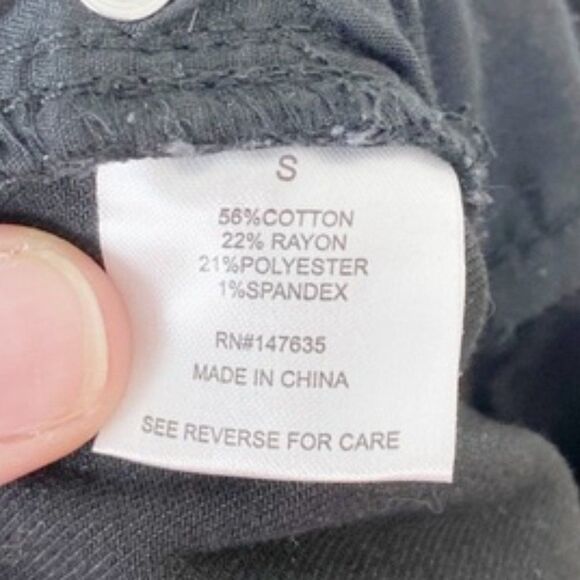 S
56%COTTON
22% RAYON
21%POLYESTER
1%SPANDEX
RN#147635
MADE IN CHINA
SEE REVERSE FOR CARE